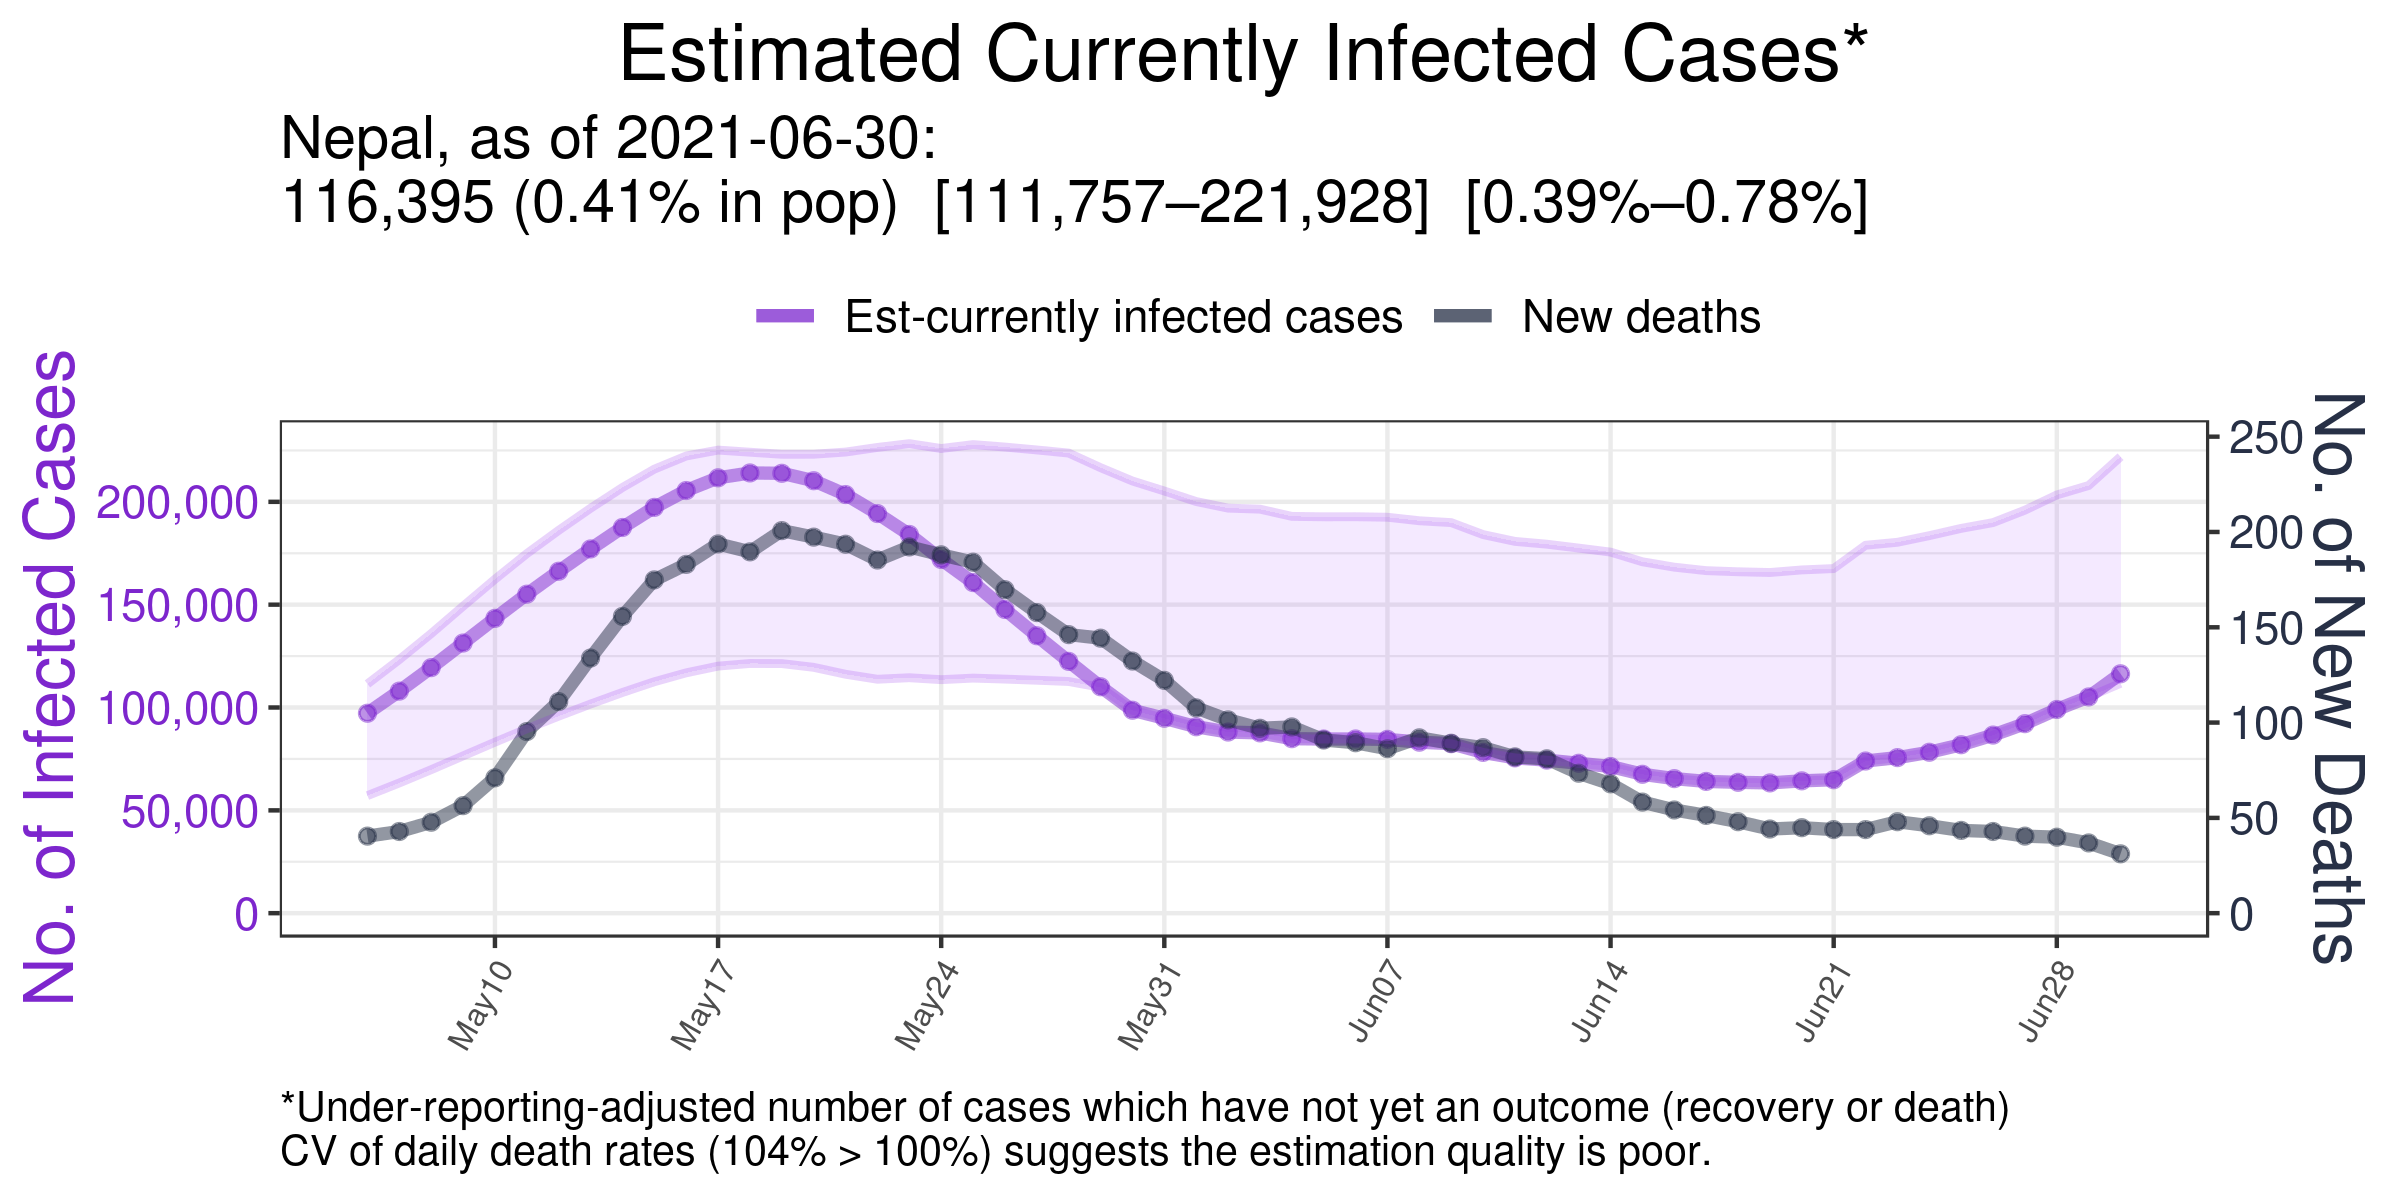 Estimated Currently Infected Cases*
Nepal, as of 2021-06-30:
116,395 (0.41% in pop)  [111,757–221,928]  [0.39%–0.78%]
Est-currently infected cases
New deaths
No. of Infected Cases
200,000
150,000
100,000
50,000
0
250
200
150
100
50
0
No. of New Deaths
May10
May17
May24
May31
Jun07
Jun14
Jun21
Jun28
*Under-reporting-adjusted number of cases which have not yet an outcome (recovery or death)
CV of daily death rates (104% > 100%) suggests the estimation quality is poor.